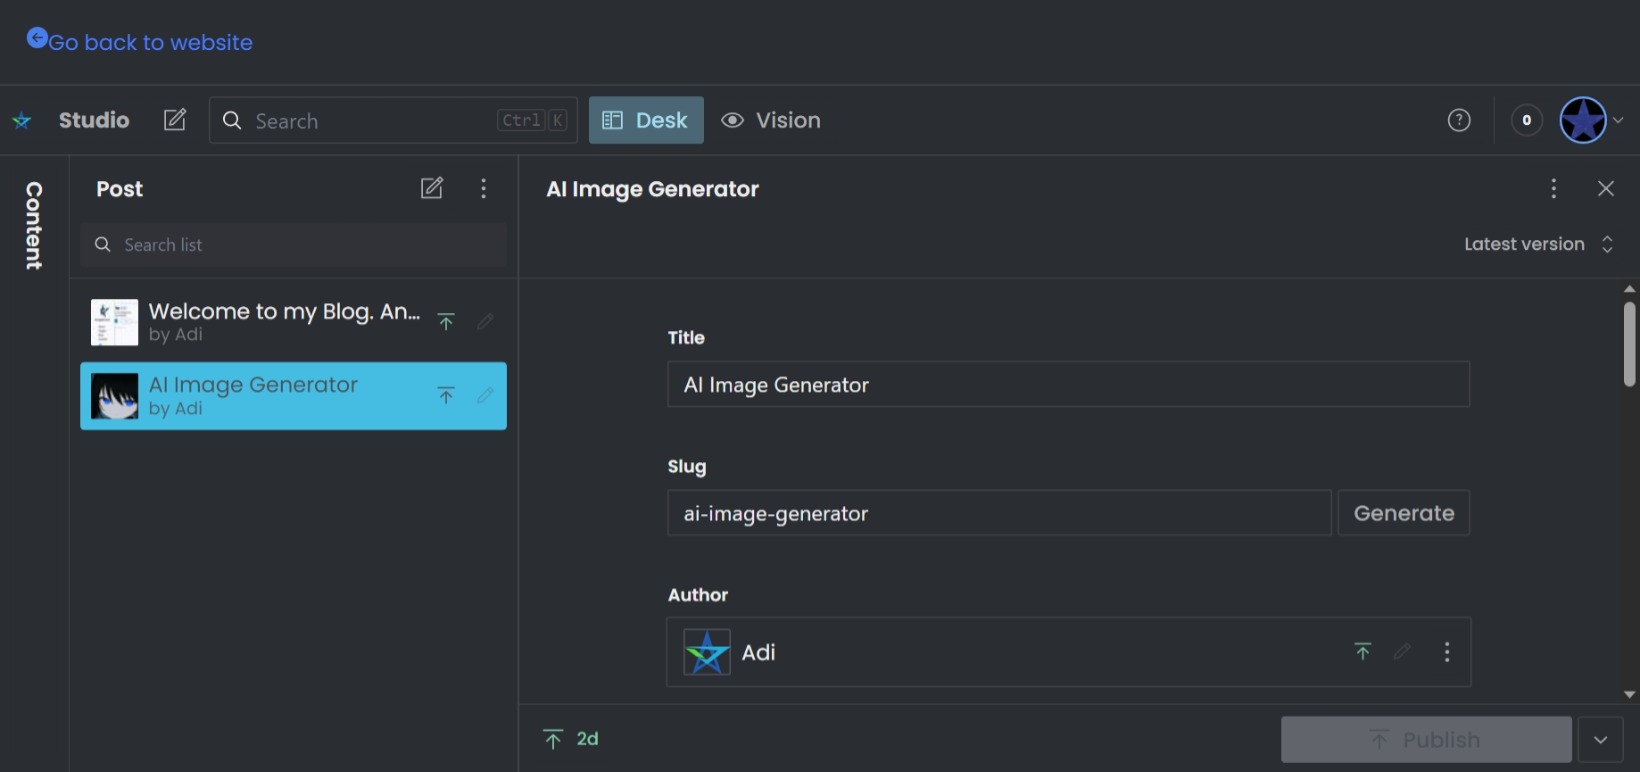 Go back to website
Studio
Search
Ctrl K
Desk
Vision
?
0
Content
Post
Search list
Welcome to my Blog. An...
by Adi
AI Image Generator
by Adi
AI Image Generator
Latest version
Title
AI Image Generator
Slug
ai-image-generator
Generate
Author
Adi
2d
Publish